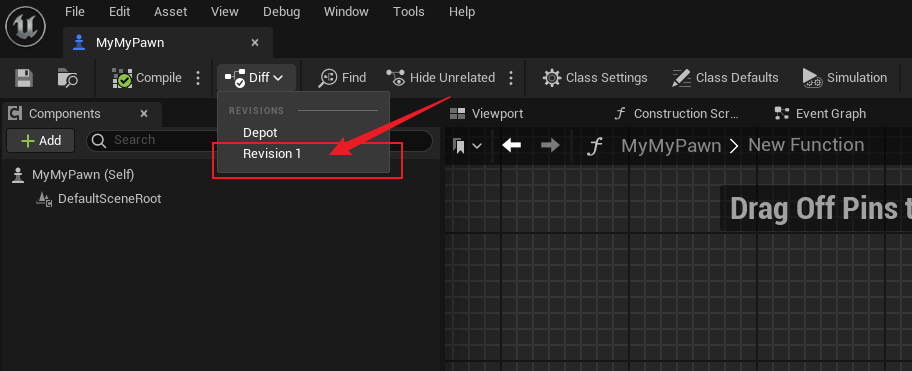 File Edit Asset View Debug Window Tools Help
MyMyPawn
Compile Diff Find Hide Unrelated Class Settings Class Defaults Simulation
Components REVISIONS Viewport Construction Scr... Event Graph
Add Search Depot MyMyPawn New Function
Revision 1
MyMyPawn (Self)
DefaultSceneRoot
Drag Off Pins t